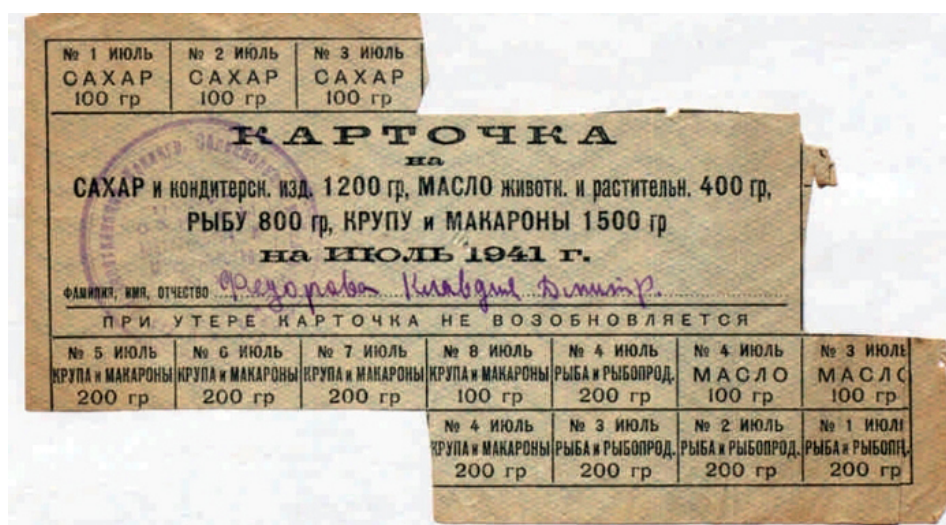 № 1 ИЮЛЬ № 2 ИЮЛЬ № 3 ИЮЛЬ
САХАР САХАР САХАР
100 гр 100 гр 100 гр
КАРТОЧКА
на
САХАР и кондитерск. изд. 1200 гр, МАСЛО животн. и растительн. 400 гр,
РЫБУ 800 гр, КРУПУ и МАКАРОНЫ 1500 гр
на ИЮЛЬ 1941 г.
ФАМИЛИЯ, ИМЯ, ОТЧЕСТВО Федорова Клавдия Дмитр.
ПРИ УТЕРЕ КАРТОЧКА НЕ ВОЗОБНОВЛЯЕТСЯ
№ 5 ИЮЛЬ № 6 ИЮЛЬ № 7 ИЮЛЬ № 8 ИЮЛЬ № 4 ИЮЛЬ № 4 ИЮЛЬ № 3 ИЮЛЬ
КРУПА и МАКАРОНЫ КРУПА и МАКАРОНЫ КРУПА и МАКАРОНЫ КРУПА и МАКАРОНЫ РЫБА и РЫБОПРОД. МАСЛО МАСЛО
200 гр 200 гр 200 гр 100 гр 200 гр 100 гр 100 гр
№ 4 ИЮЛЬ № 3 ИЮЛЬ № 2 ИЮЛЬ № 1 ИЮЛЬ
КРУПА и МАКАРОНЫ РЫБА и РЫБОПРОД. РЫБА и РЫБОПРОД. РЫБА и РЫБОПР.
200 гр 200 гр 200 гр 200 гр